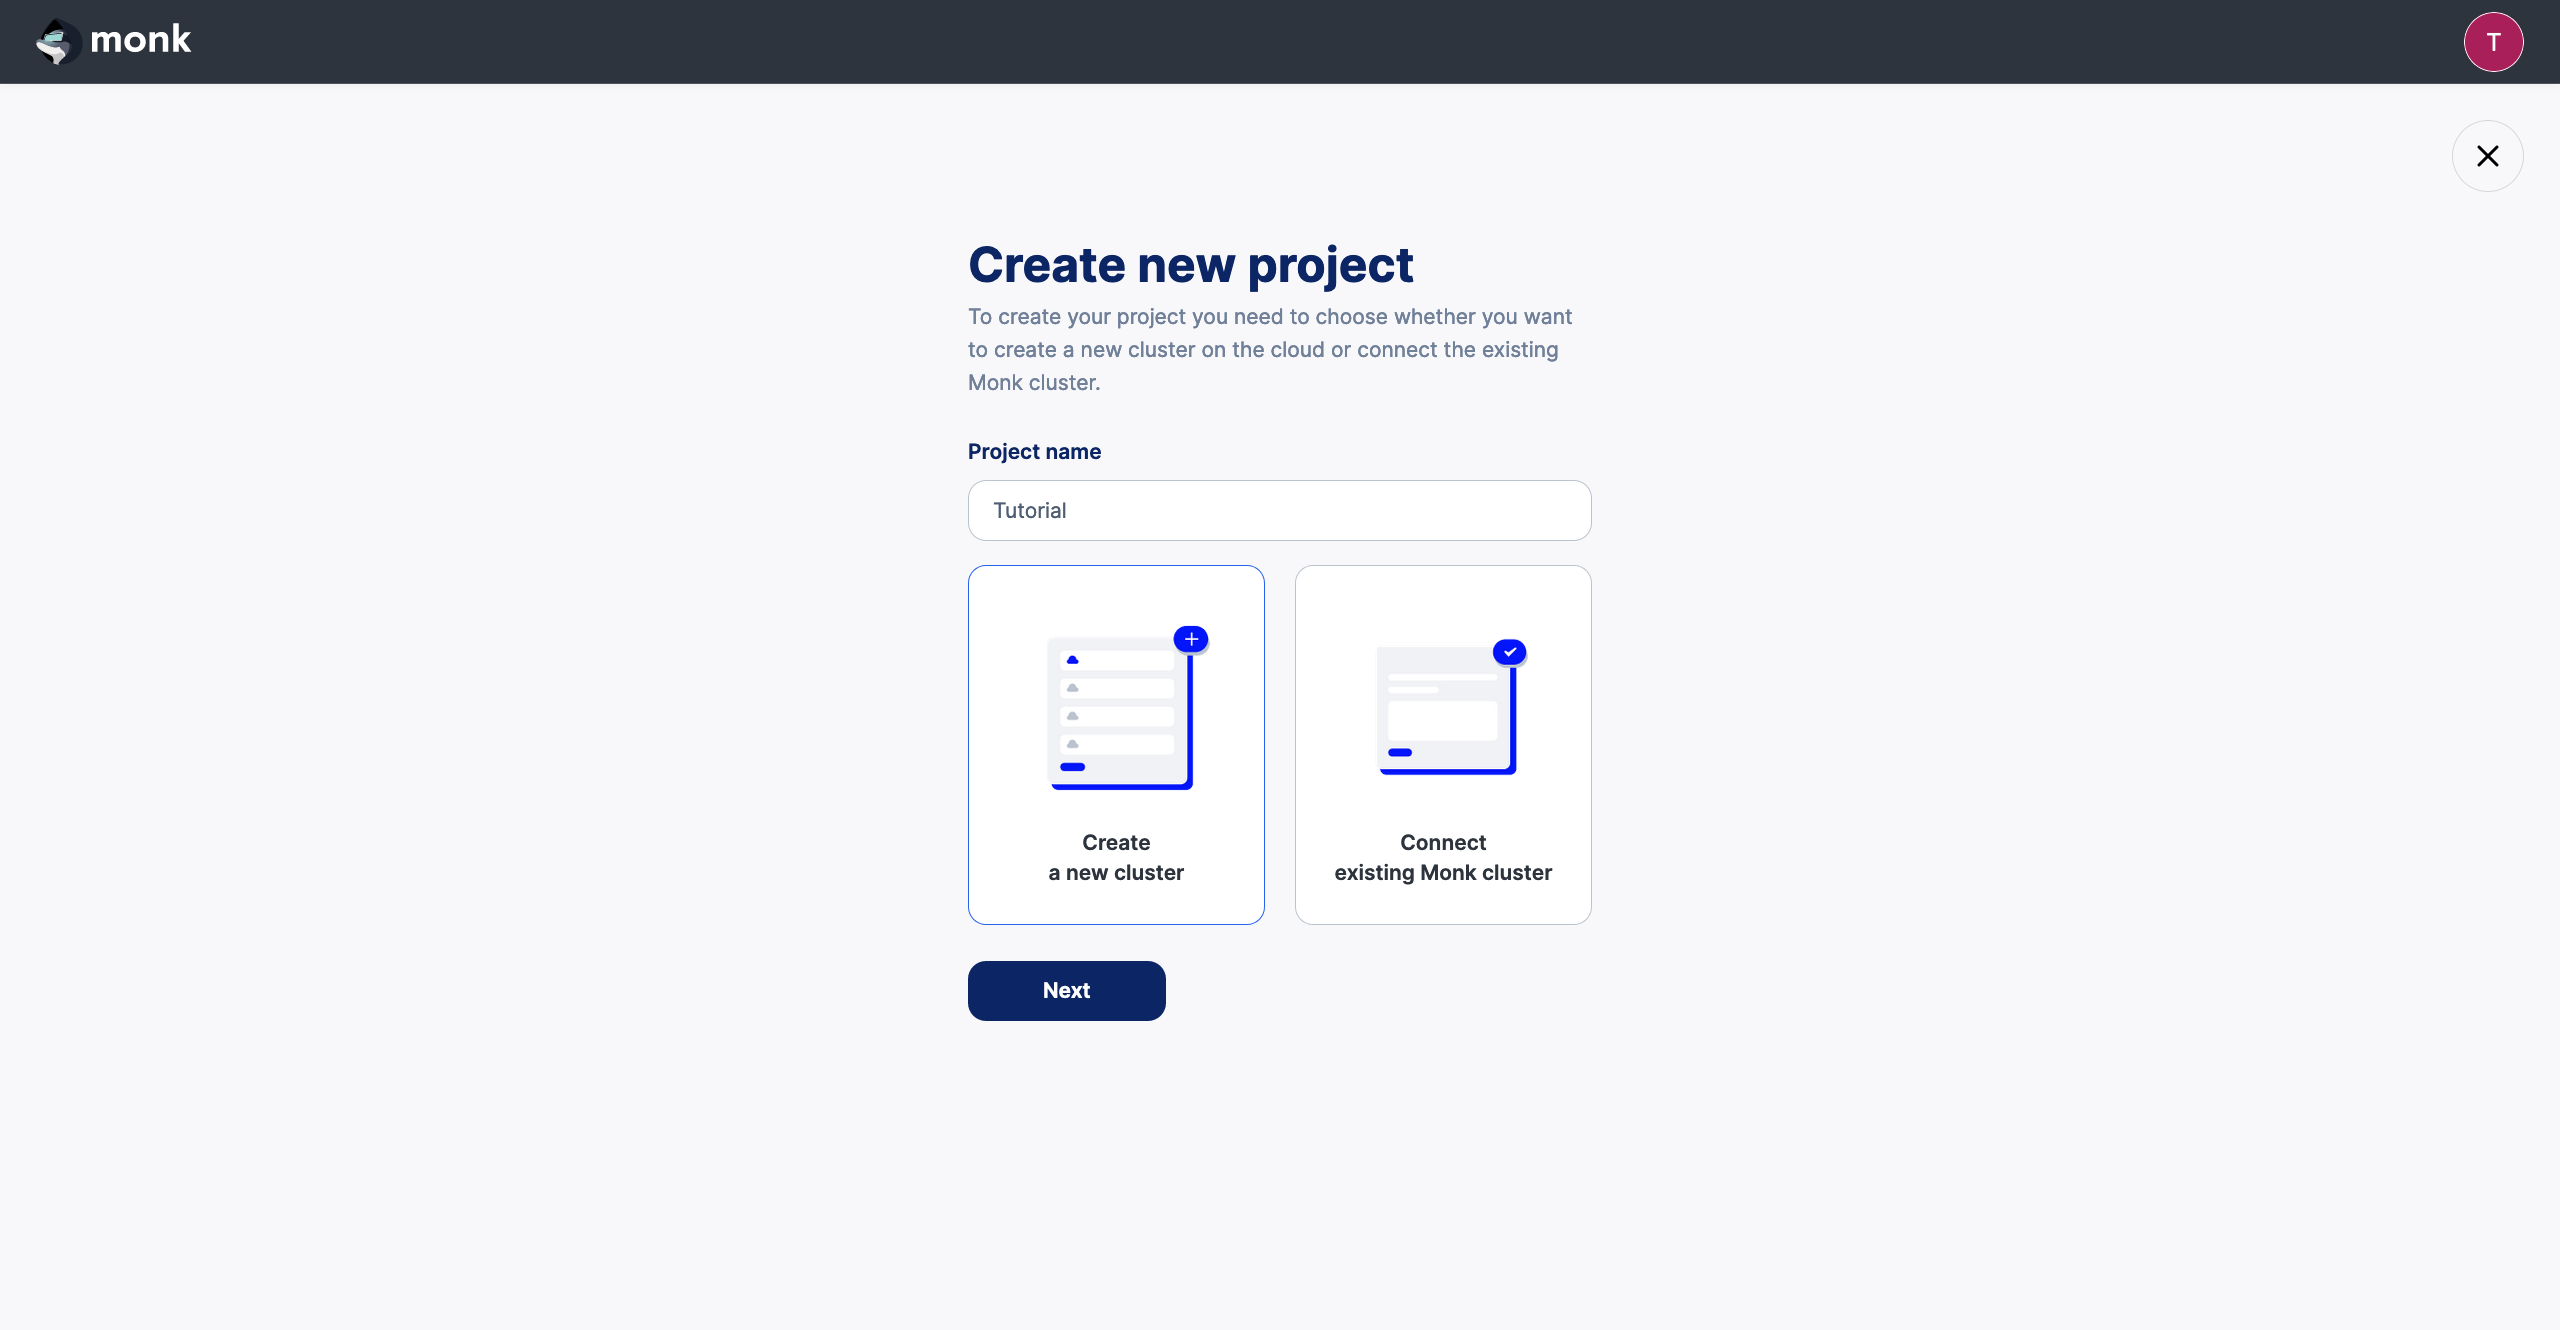 monk
T
Create new project
To create your project you need to choose whether you want
to create a new cluster on the cloud or connect the existing
Monk cluster.
Project name
Tutorial
Create
a new cluster
Connect
existing Monk cluster
Next